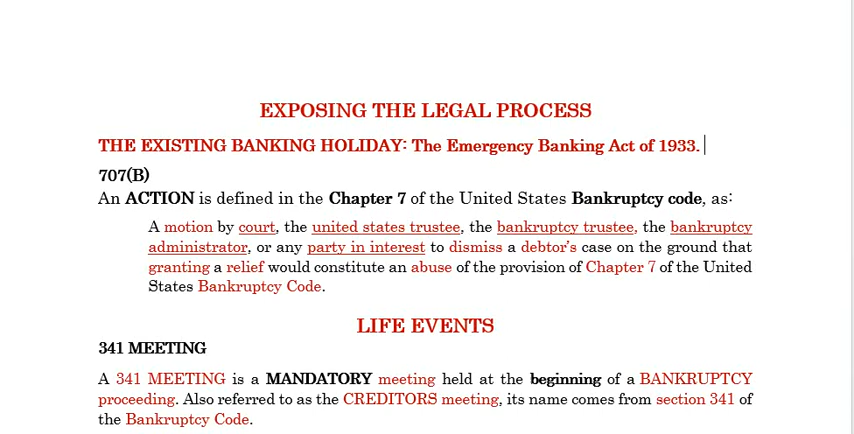 EXPOSING THE LEGAL PROCESS
THE EXISTING BANKING HOLIDAY: The Emergency Banking Act of 1933.
707(B)
An ACTION is defined in the Chapter 7 of the United States Bankruptcy code, as:
A motion by court, the united states trustee, the bankruptcy trustee, the bankruptcy
administrator, or any party in interest to dismiss a debtor's case on the ground that
granting a relief would constitute an abuse of the provision of Chapter 7 of the United
States Bankruptcy Code.
LIFE EVENTS
341 MEETING
A 341 MEETING is a MANDATORY meeting held at the beginning of a BANKRUPTCY
proceeding. Also referred to as the CREDITORS meeting, its name comes from section 341 of
the Bankruptcy Code.